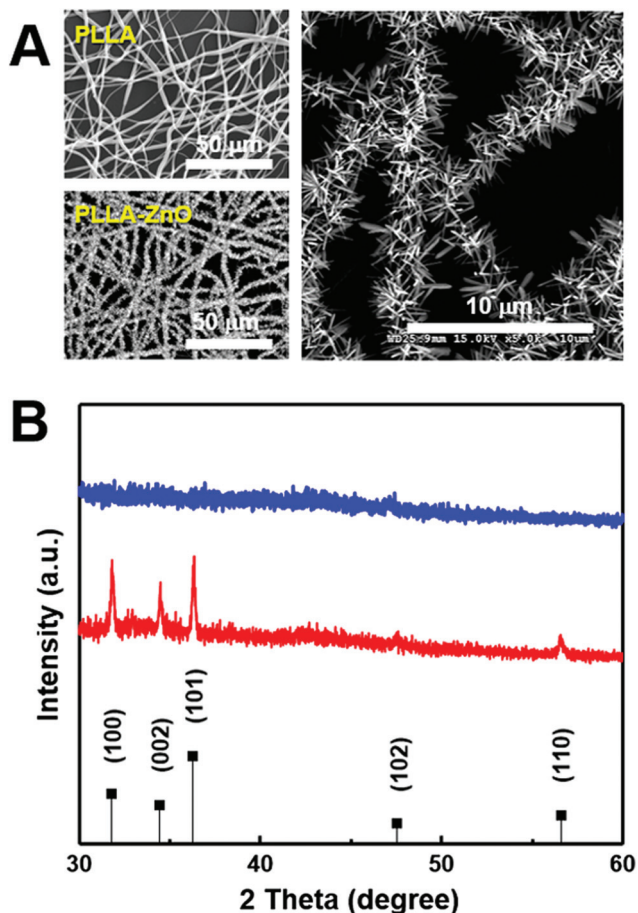 A
PLLA
50 μm
PLLA-ZnO
50 μm
10 μm
WD25.9mm 15.0kV x5.0k 10um
B
Intensity (a.u.)
(100)
(002)
(101)
(102)
(110)
30
40
50
60
2 Theta (degree)